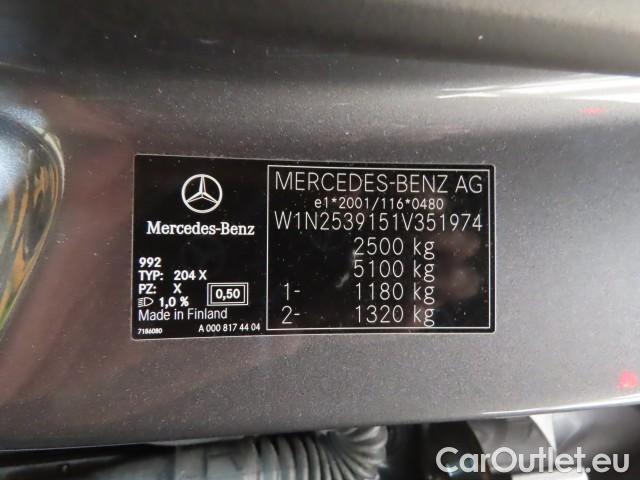 Mercedes-Benz
992
TYP: 204 X
PZ: X
1,0 % 0,50
Made in Finland
7186080 A 000 817 44 04
MERCEDES-BENZ AG
e1*2001/116*0480
W1N2539151V351974
2500 kg
5100 kg
1- 1180 kg
2- 1320 kg
CarOutlet.eu